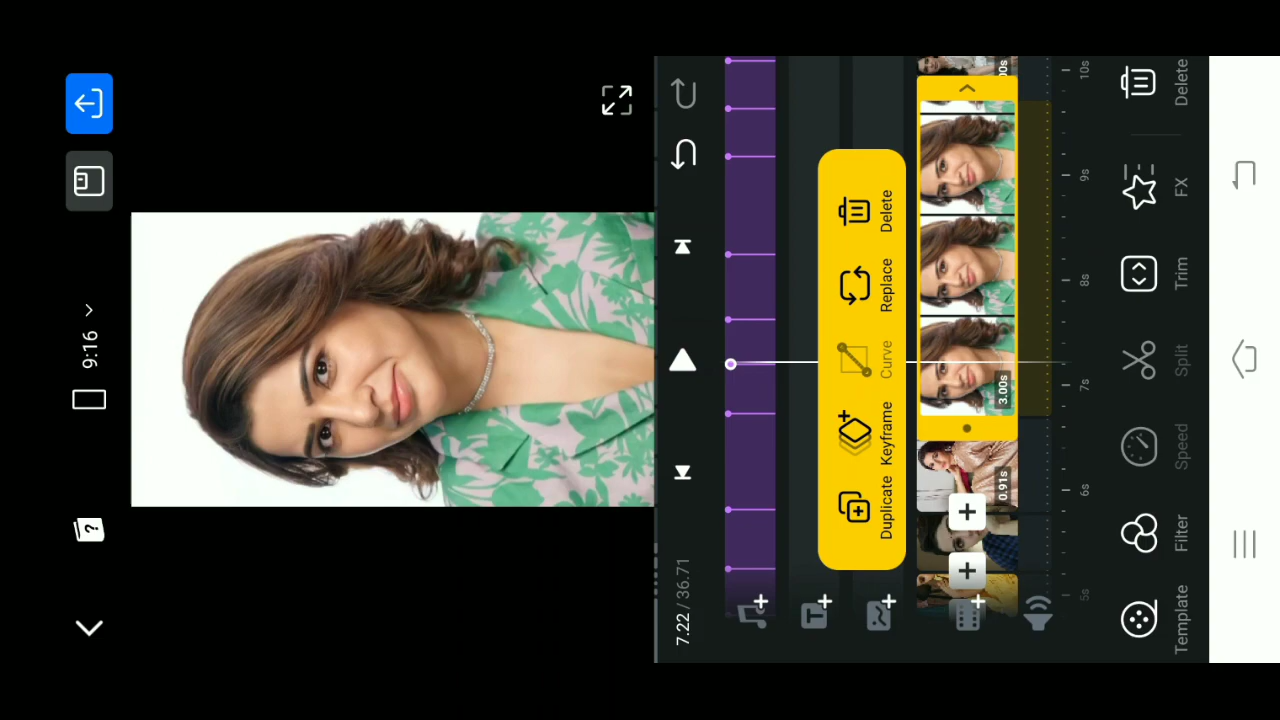 9:16
7.22 / 36.71
Duplicate
Keyframe
Curve
Replace
Delete
0.91s
3.00s
00s
5s
6s
7s
8s
9s
10s
Template
Filter
Speed
Split
Trim
FX
Delete